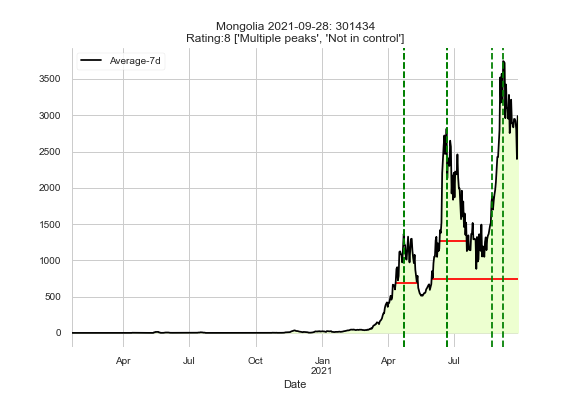 Mongolia 2021-09-28: 301434
Rating:8 ['Multiple peaks', 'Not in control']
Average-7d
3500
3000
2500
2000
1500
1000
500
0
Apr Jul Oct Jan Apr Jul
2021
Date